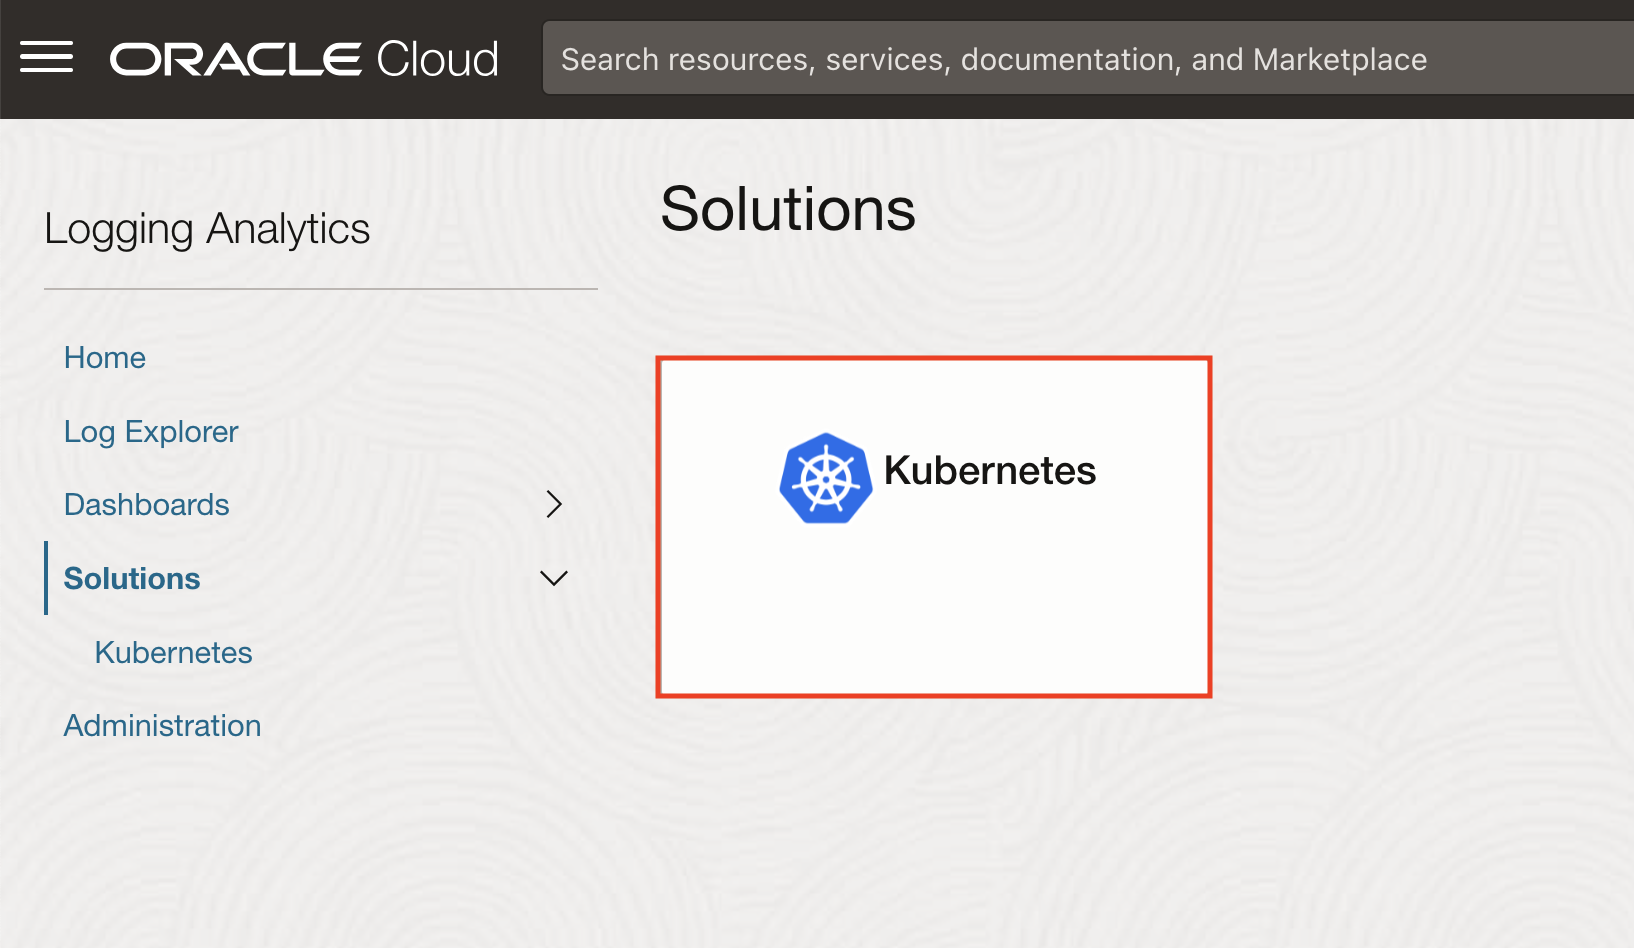 ORACLE Cloud
Search resources, services, documentation, and Marketplace
Logging Analytics
Home
Log Explorer
Dashboards
Solutions
Kubernetes
Administration
Solutions
Kubernetes